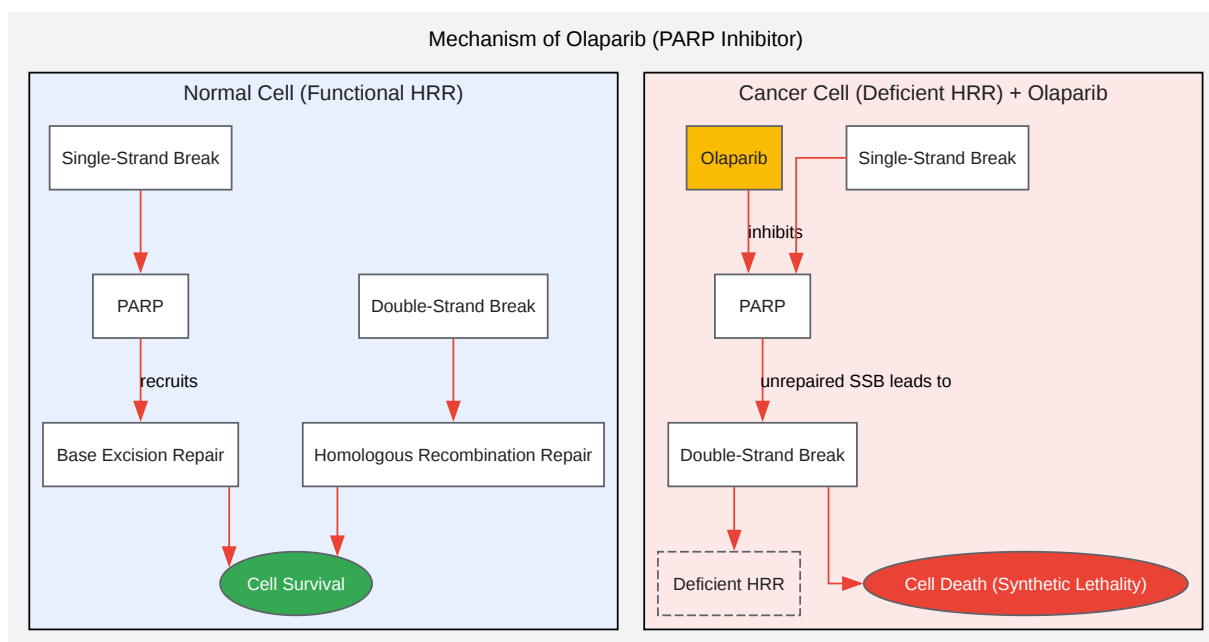 Mechanism of Olaparib (PARP Inhibitor)
Normal Cell (Functional HRR)
Single-Strand Break
PARP
Double-Strand Break
recruits
Base Excision Repair
Homologous Recombination Repair
Cell Survival
Cancer Cell (Deficient HRR) + Olaparib
Olaparib
Single-Strand Break
inhibits
PARP
unrepaired SSB leads to
Double-Strand Break
Deficient HRR
Cell Death (Synthetic Lethality)